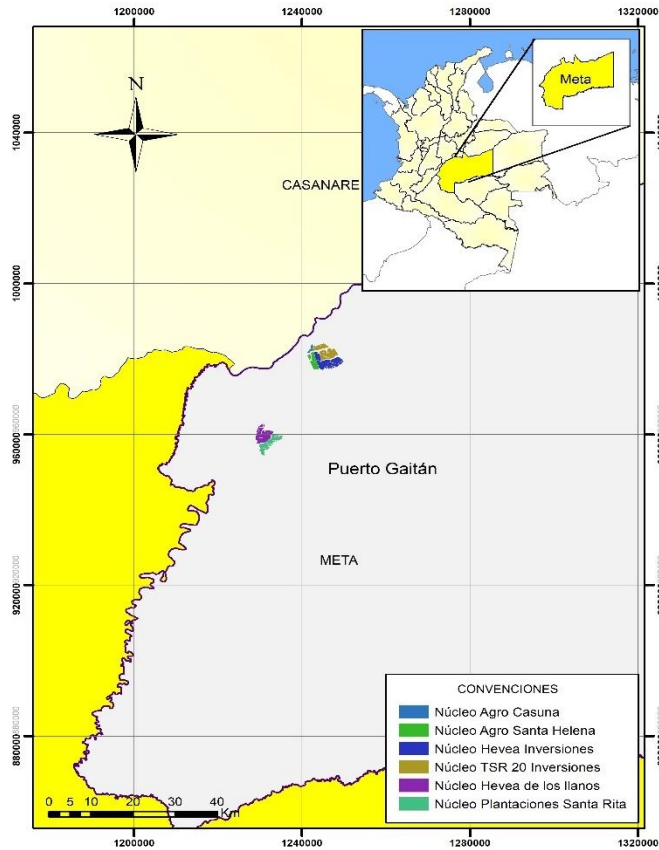 1200000 1240000 1280000 1320000
N
Meta
1040000
CASANARE
1000000
960000 960000
Puerto Gaitán
META
920000
CONVENCIONES
Núcleo Agro Casuna
Núcleo Agro Santa Helena
Núcleo Hevea Inversiones
Núcleo TSR 20 Inversiones
Núcleo Hevea de los llanos
Núcleo Plantaciones Santa Rita
880000
0 5 10 20 30 40
Km
1200000 1240000 1280000 1320000